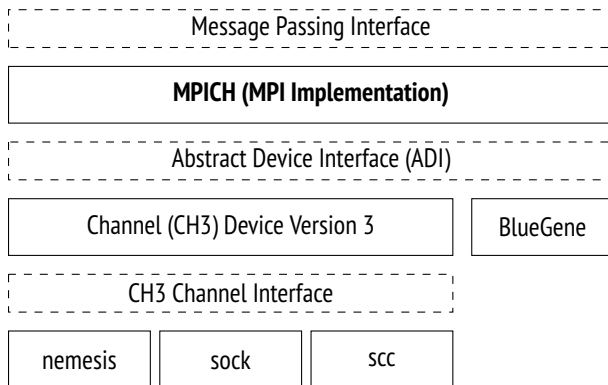 Message Passing Interface
MPICH (MPI Implementation)
Abstract Device Interface (ADI)
Channel (CH3) Device Version 3
BlueGene
CH3 Channel Interface
nemesis
sock
scc